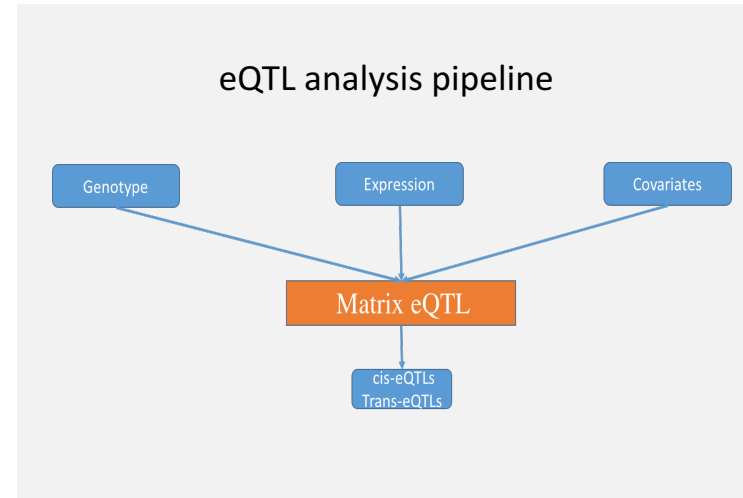 eQTL analysis pipeline
Genotype
Expression
Covariates
Matrix eQTL
cis-eQTLs
Trans-eQTLs